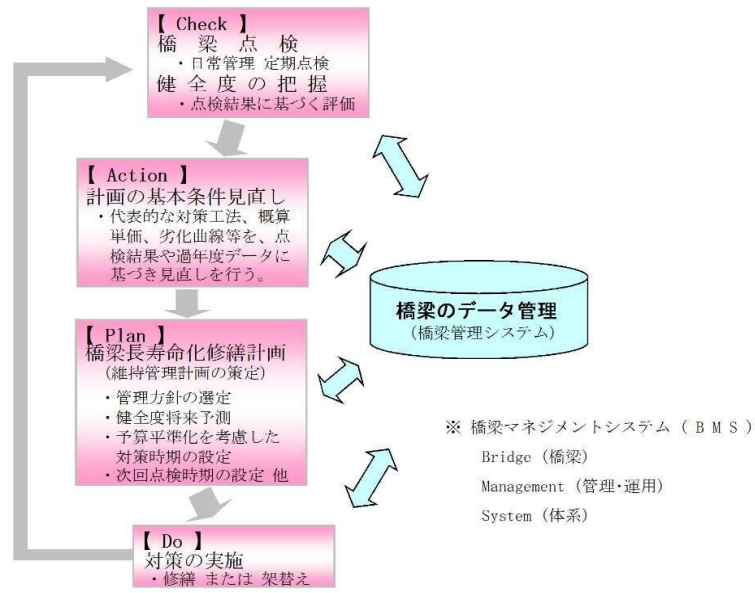 【 Check 】
橋 梁 点 検
・日常管理 定期点検
健 全 度 の 把 握
・点検結果に基づく評価
【 Action 】
計画の基本条件見直し
・代表的な対策工法、概算
単価、劣化曲線等を、点
検結果や過年度データに
基づき見直しを行う。
【 Plan 】
橋梁長寿命化修繕計画
(維持管理計画の策定)
・管理方針の選定
・健全度将来予測
・予算平準化を考慮した
対策時期の設定
・次回点検時期の設定 他
【 Do 】
対策の実施
・修繕 または 架替え
橋梁のデータ管理
(橋梁管理システム)
※ 橋梁マネジメントシステム ( B M S )
Bridge (橋梁)
Management (管理・運用)
System (体系)